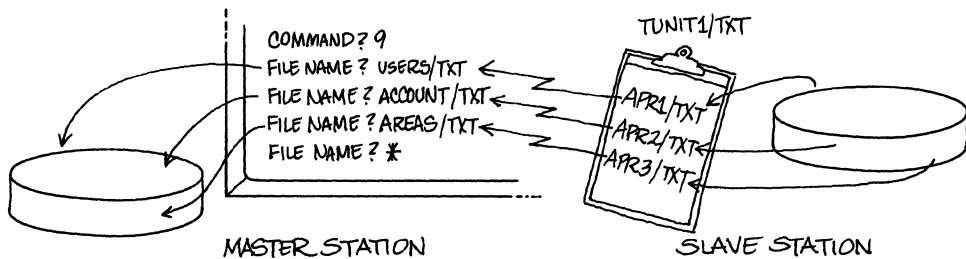 COMMAND? 9
FILE NAME? USERS/TXT
FILE NAME? ACCOUNT/TXT
FILE NAME? AREAS/TXT
FILE NAME? *
TUNIT1/TXT
APR1/TXT
APR2/TXT
APR3/TXT
MASTER STATION
SLAVE STATION